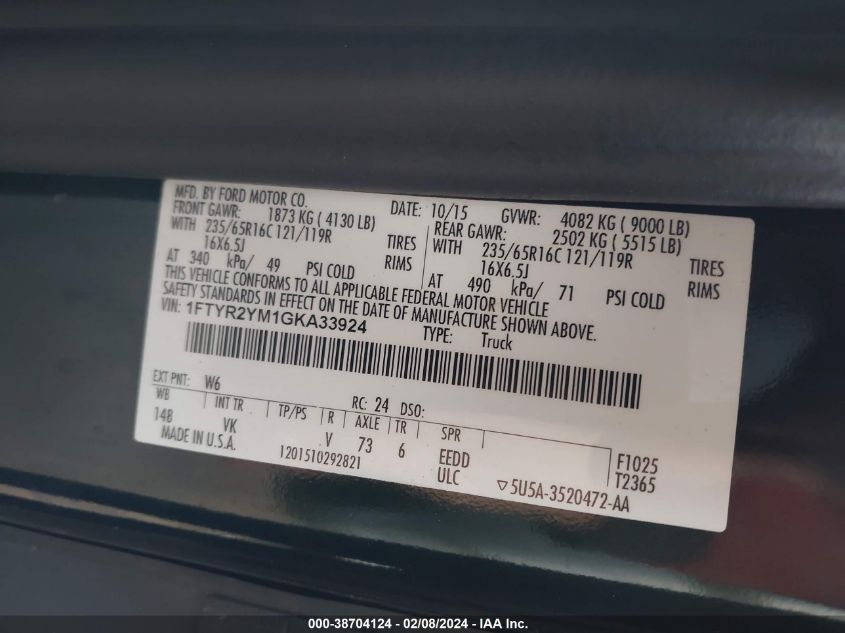 MFD. BY FORD MOTOR CO. DATE: 10/15 GVWR: 4082 KG ( 9000 LB)
FRONT GAWR: 1873 KG ( 4130 LB) REAR GAWR: 2502 KG ( 5515 LB)
WITH 235/65R16C 121/119R TIRES WITH 235/65R16C 121/119R TIRES
16X6.5J RIMS 16X6.5J RIMS
AT 340 kPa/ 49 PSI COLD AT 490 kPa/ 71 PSI COLD
THIS VEHICLE CONFORMS TO ALL APPLICABLE FEDERAL MOTOR VEHICLE
SAFETY STANDARDS IN EFFECT ON THE DATE OF MANUFACTURE SHOWN ABOVE.
VIN: 1FTYR2YM1GKA33924 TYPE: Truck
EXT PNT: W6 RC: 24 DSO:
WB INT TR TP/PS R AXLE TR SPR
148 VK V 73 6 EEDD F1025
MADE IN U.S.A. 1201510292821 ULC T2365
▽5U5A-3520472-AA
000-38704124 - 02/08/2024 - IAA Inc.